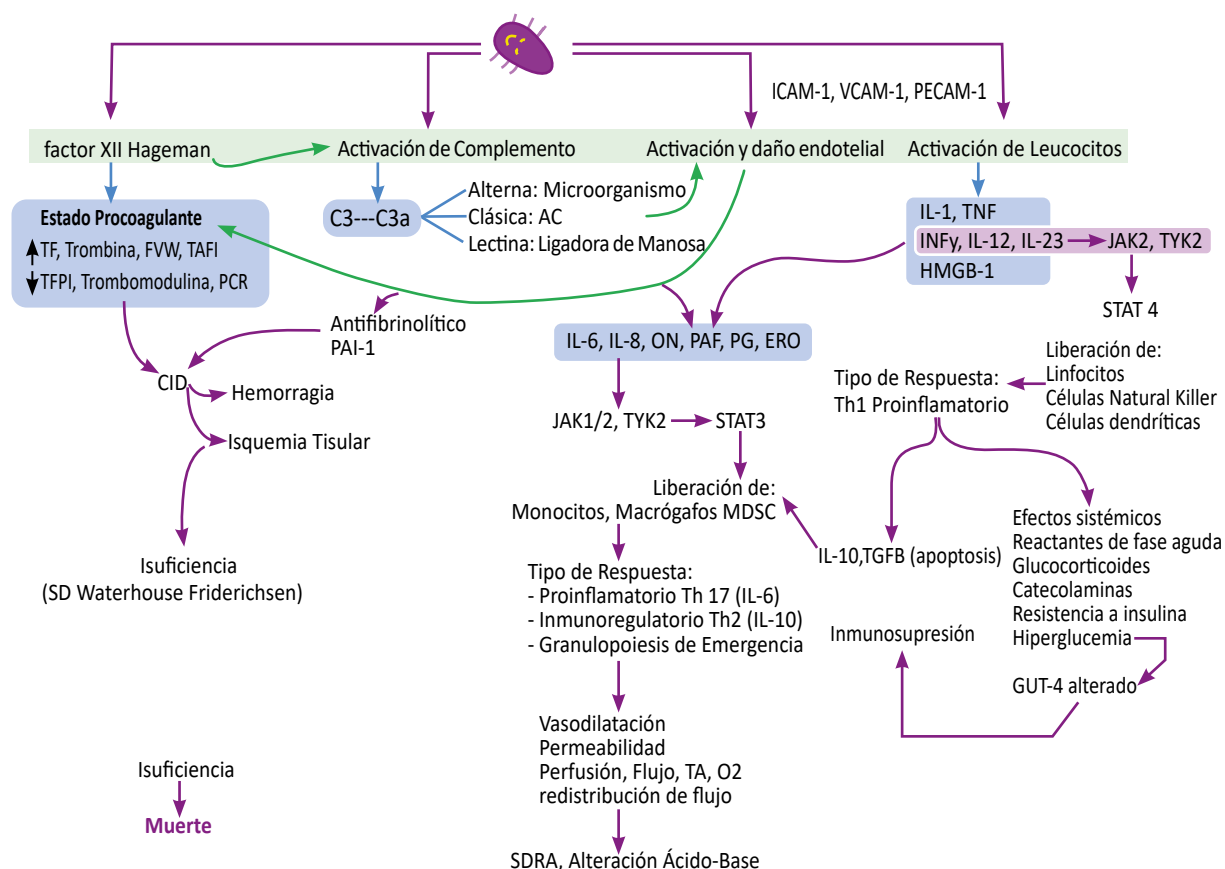 ICAM-1, VCAM-1, PECAM-1
factor XII Hageman
Activación de Complemento
Activación y daño endotelial
Activación de Leucocitos
Estado Procoagulante
TF, Trombina, FVW, TAFI
TFPI, Trombomodulina, PCR
C3---C3a
Alterna: Microorganismo
Clásica: AC
Lectina: Ligadora de Manosa
IL-1, TNF
INFγ, IL-12, IL-23
JAK2, TYK2
HMGB-1
STAT 4
Antifibrinolítico
PAI-1
IL-6, IL-8, ON, PAF, PG, ERO
CID
Hemorragia
Isquemia Tisular
JAK1/2, TYK2
STAT3
Tipo de Respuesta:
Th1 Proinflamatorio
Liberación de:
Linfocitos
Células Natural Killer
Células dendríticas
Liberación de:
Monocitos, Macrógafos MDSC
IL-10,TGFB (apoptosis)
Efectos sistémicos
Reactantes de fase aguda
Glucocorticoides
Catecolaminas
Resistencia a insulina
Hiperglucemia
Isuficiencia
(SD Waterhouse Friderichsen)
Tipo de Respuesta:
- Proinflamatorio Th 17 (IL-6)
- Inmunoregulatorio Th2 (IL-10)
- Granulopoiesis de Emergencia
Inmunosupresión
GUT-4 alterado
Vasodilatación
Permeabilidad
Perfusión, Flujo, TA, O2
redistribución de flujo
Isuficiencia
Muerte
SDRA, Alteración Ácido-Base